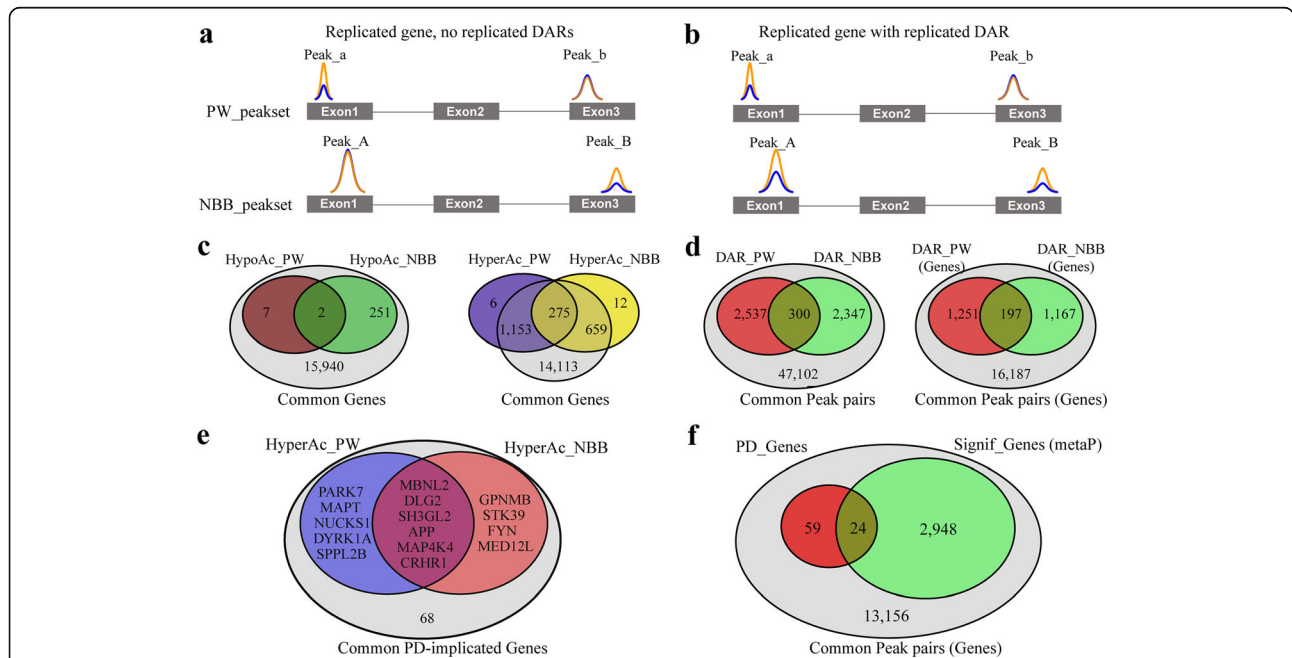 a
Replicated gene, no replicated DARs
Peak_a
Peak_b
PW_peakset
Exon1
Exon2
Exon3
Peak_A
Peak_B
NBB_peakset
Exon1
Exon2
Exon3
b
Replicated gene with replicated DAR
Peak_a
Peak_b
Exon1
Exon2
Exon3
Peak_A
Peak_B
Exon1
Exon2
Exon3
c
HypoAc_PW
HypoAc_NBB
7
2
251
15,940
Common Genes
HyperAc_PW
HyperAc_NBB
6
275
12
1,153
659
14,113
Common Genes
d
DAR_PW
DAR_NBB
2,537
300
2,347
47,102
Common Peak pairs
DAR_PW
(Genes)
DAR_NBB
(Genes)
1,251
197
1,167
16,187
Common Peak pairs (Genes)
e
HyperAc_PW
HyperAc_NBB
PARK7
MAPT
NUCKS1
DYRK1A
SPPL2B
MBNL2
DLG2
SH3GL2
APP
MAP4K4
CRHR1
GPNMB
STK39
FYN
MED12L
68
Common PD-implicated Genes
f
PD_Genes
Signif_Genes (metaP)
59
24
2,948
13,156
Common Peak pairs (Genes)